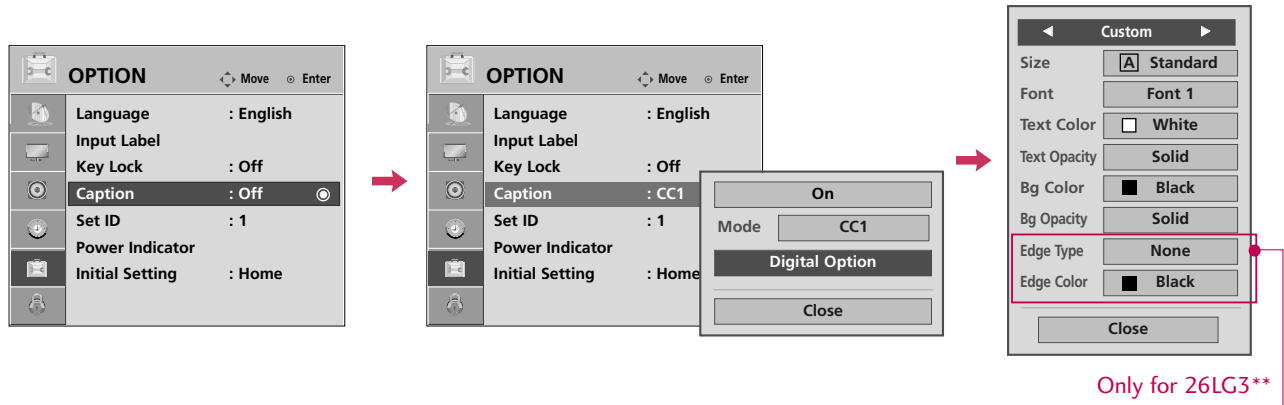 OPTION Move Enter
Language : English
Input Label
Key Lock : Off
Caption : Off
Set ID : 1
Power Indicator
Initial Setting : Home
OPTION Move Enter
Language : English
Input Label
Key Lock : Off
Caption : CC1
Set ID : 1
Power Indicator
Initial Setting : Home
On
Mode CC1
Digital Option
Close
◄ Custom ►
Size A Standard
Font Font 1
Text Color White
Text Opacity Solid
Bg Color Black
Bg Opacity Solid
Edge Type None
Edge Color Black
Close
Only for 26LG3**